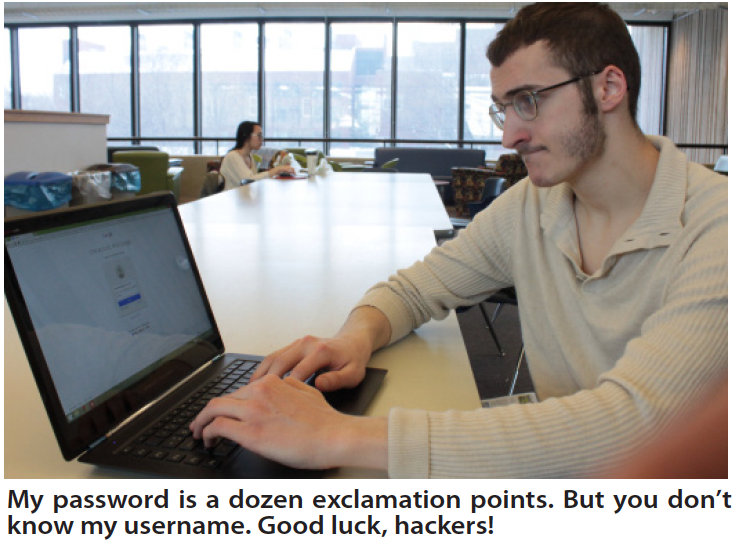 My password is a dozen exclamation points. But you don't
know my username. Good luck, hackers!